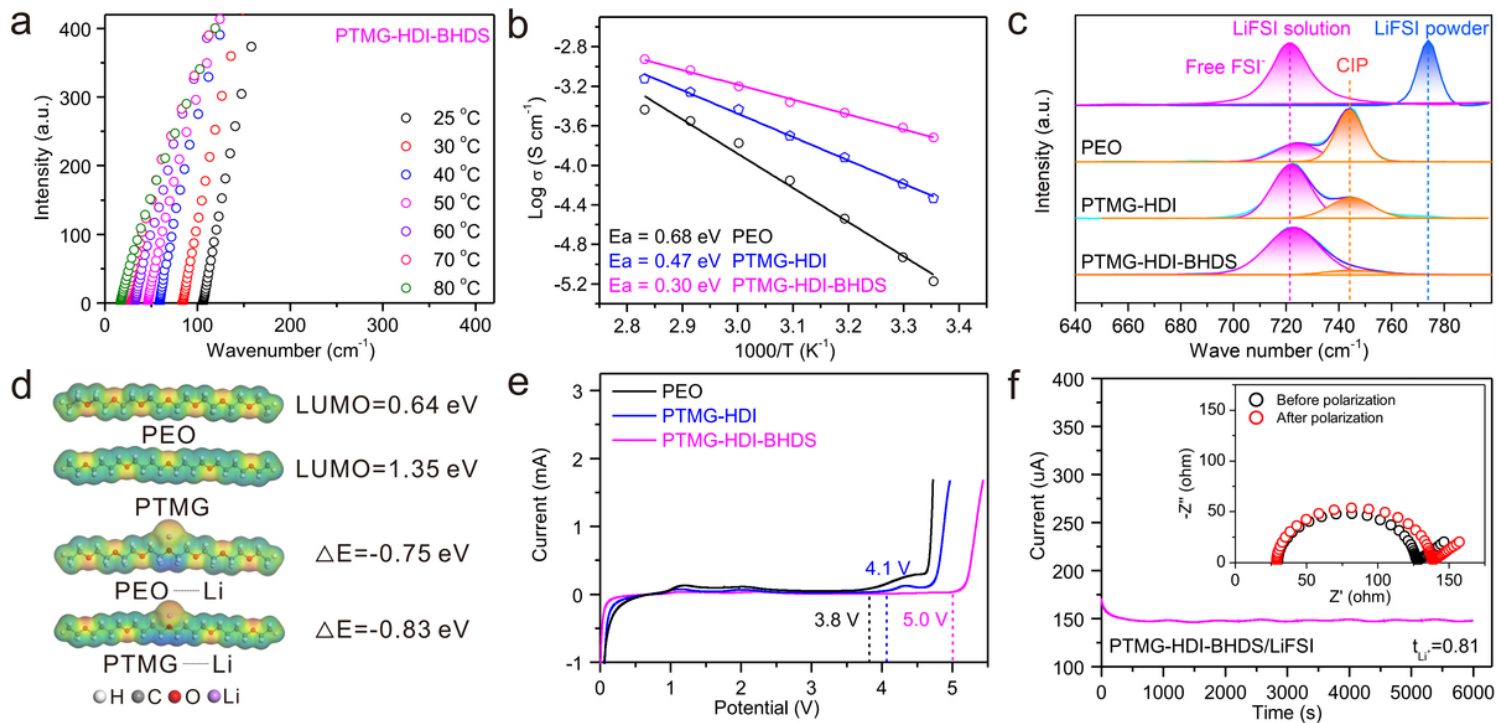 a
PTMG-HDI-BHDS
25 °C
30 °C
40 °C
50 °C
60 °C
70 °C
80 °C
Intensity (a.u.)
400
300
200
100
0
0 100 200 300 400
Wavenumber (cm⁻¹)
b
Log σ (S cm⁻¹)
-2.8
-3.2
-3.6
-4.0
-4.4
-4.8
-5.2
Ea = 0.68 eV PEO
Ea = 0.47 eV PTMG-HDI
Ea = 0.30 eV PTMG-HDI-BHDS
2.8 2.9 3.0 3.1 3.2 3.3 3.4
1000/T (K⁻¹)
c
LiFSI solution LiFSI powder
Free FSI⁻ CIP
PEO
PTMG-HDI
PTMG-HDI-BHDS
Intensity (a.u.)
640 660 680 700 720 740 760 780
Wave number (cm⁻¹)
d
LUMO=0.64 eV
PEO
LUMO=1.35 eV
PTMG
△E=-0.75 eV
PEO — Li
△E=-0.83 eV
PTMG — Li
H C O Li
e
PEO
PTMG-HDI
PTMG-HDI-BHDS
Current (mA)
3
2
1
0
-1
4.1 V
3.8 V 5.0 V
0 1 2 3 4 5
Potential (V)
f
Current (uA)
400
350
300
250
200
150
100
Before polarization
After polarization
-Z'' (ohm)
150
100
50
0
0 50 100 150
Z' (ohm)
PTMG-HDI-BHDS/LiFSI t_Li⁺=0.81
0 1000 2000 3000 4000 5000 6000
Time (s)